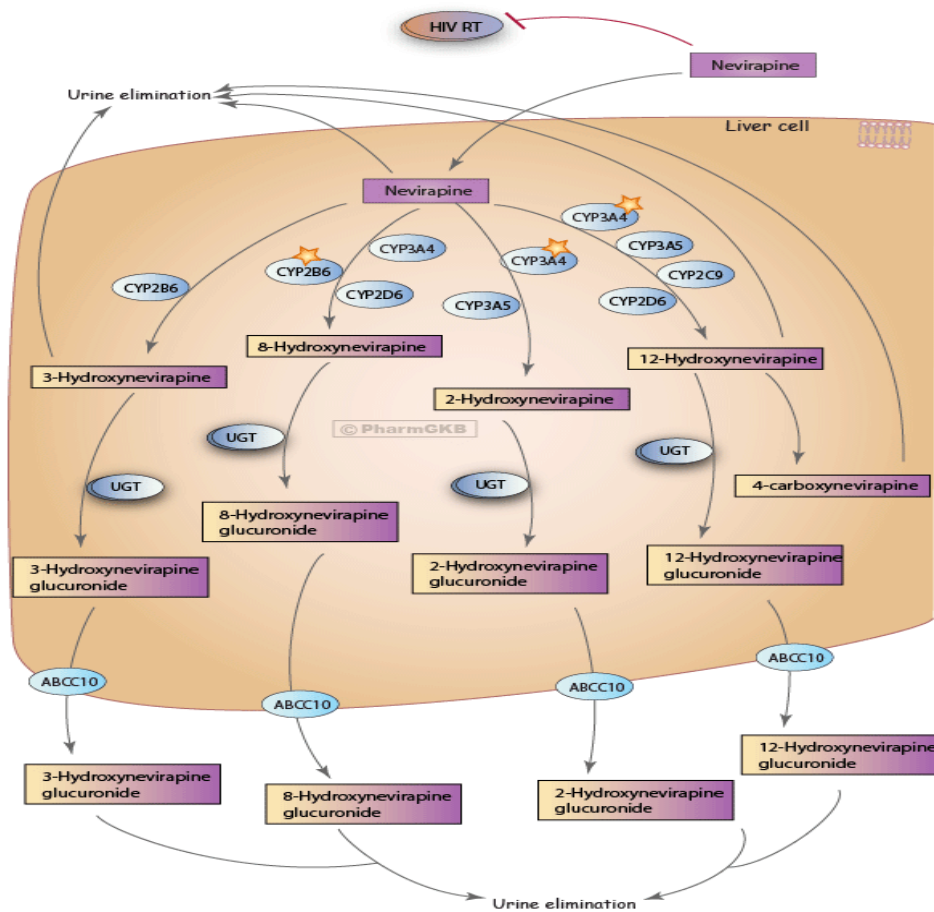 HIV RT
Nevirapine
Urine elimination
Liver cell
Nevirapine
CYP3A4
CYP3A4
CYP3A5
CYP2B6
CYP3A4
CYP2C9
CYP2B6
CYP2D6
CYP3A5
CYP2D6
8-Hydroxynevirapine
12-Hydroxynevirapine
3-Hydroxynevirapine
2-Hydroxynevirapine
© PharmGKB
UGT
UGT
UGT
UGT
4-carboxynevirapine
8-Hydroxynevirapine
glucuronide
12-Hydroxynevirapine
glucuronide
3-Hydroxynevirapine
glucuronide
2-Hydroxynevirapine
glucuronide
ABCC10
ABCC10
ABCC10
ABCC10
12-Hydroxynevirapine
glucuronide
3-Hydroxynevirapine
glucuronide
8-Hydroxynevirapine
glucuronide
2-Hydroxynevirapine
glucuronide
Urine elimination